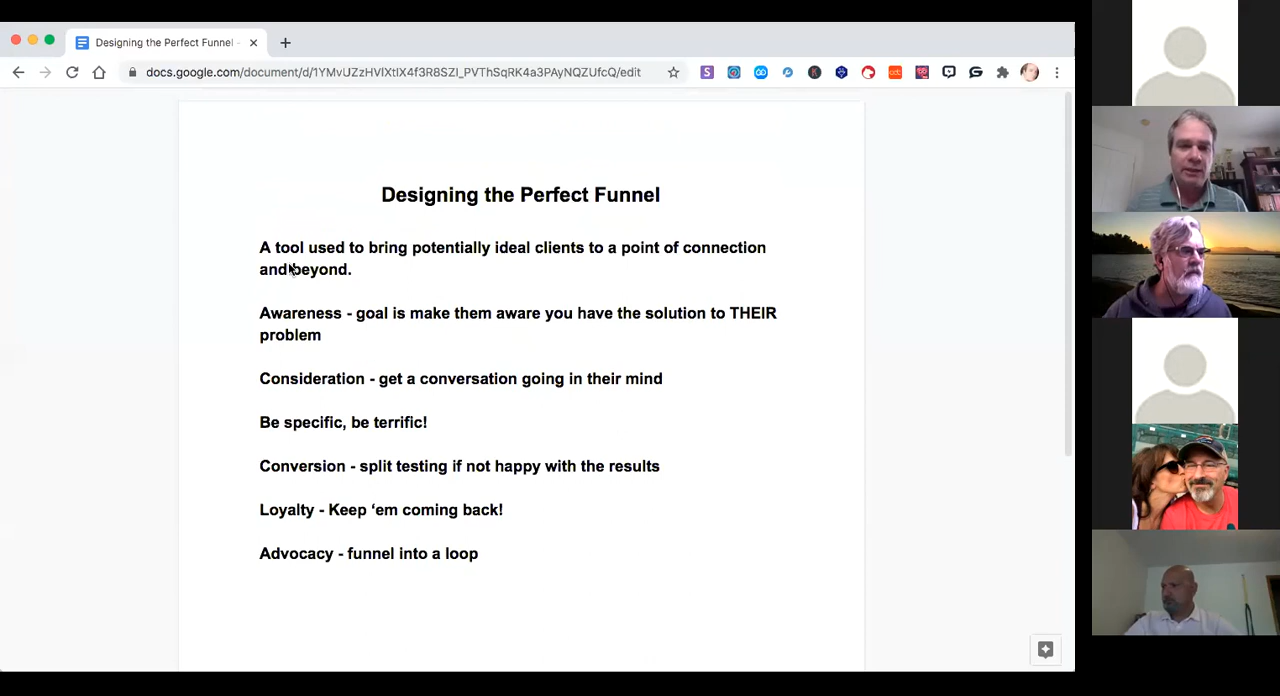 Designing the Perfect Funnel -
docs.google.com/document/d/1YMvUZzHVIXtIX4f3R8SZI_PVThSqRK4a3PAyNQZUfcQ/edit
Designing the Perfect Funnel
A tool used to bring potentially ideal clients to a point of connection
and beyond.
Awareness - goal is make them aware you have the solution to THEIR
problem
Consideration - get a conversation going in their mind
Be specific, be terrific!
Conversion - split testing if not happy with the results
Loyalty - Keep ‘em coming back!
Advocacy - funnel into a loop